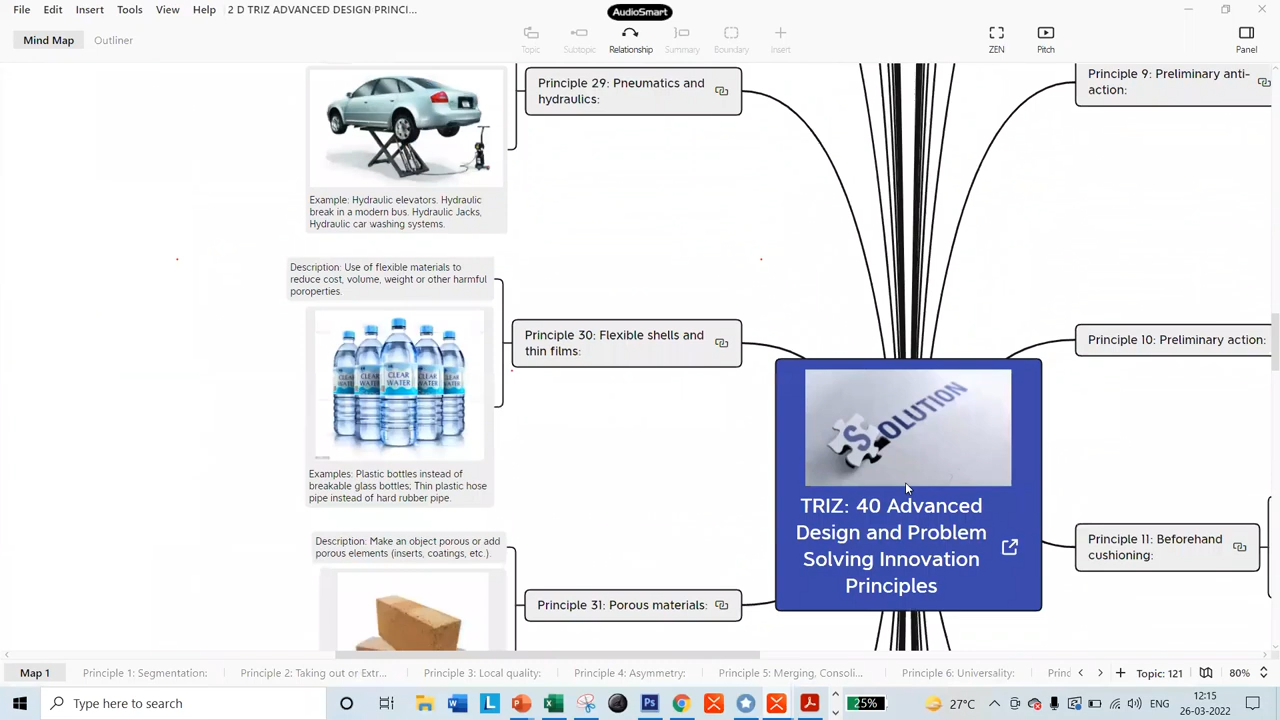 File Edit Insert Tools View Help 2 D TRIZ ADVANCED DESIGN PRINCI...
AudioSmart
Mind Map Outliner
Topic Subtopic Relationship Summary Boundary Insert ZEN Pitch Panel
Principle 29: Pneumatics and
hydraulics:
Example: Hydraulic elevators. Hydraulic
break in a modern bus. Hydraulic Jacks,
Hydraulic car washing systems.
Description: Use of flexible materials to
reduce cost, volume, weight or other harmful
poroperties.
Principle 30: Flexible shells and
thin films:
CLEAR
WATER
Examples: Plastic bottles instead of
breakable glass bottles; Thin plastic hose
pipe instead of hard rubber pipe.
Description: Make an object porous or add
porous elements (inserts, coatings, etc.).
Principle 31: Porous materials:
SOLUTION
TRIZ: 40 Advanced
Design and Problem
Solving Innovation
Principles
Principle 9: Preliminary anti-
action:
Principle 10: Preliminary action:
Principle 11: Beforehand
cushioning:
Map 1 Principle 1: Segmentation: Principle 2: Taking out or Extr... Principle 3: Local quality: Principle 4: Asymmetry: Principle 5: Merging, Consoli... Principle 6: Universality: Princ Topic: 121 80%
Type here to search 25% 27°C ENG 12:15
26-03-2022